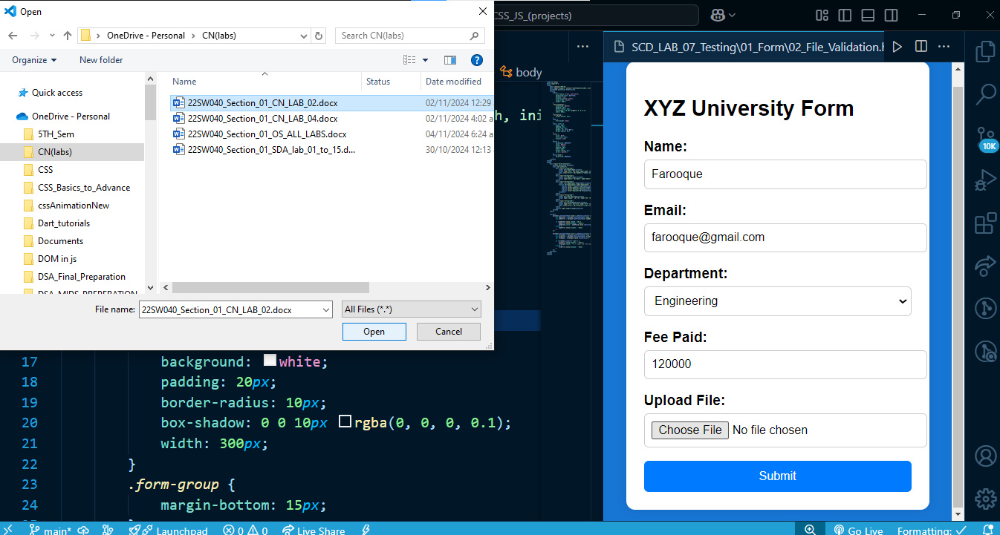 Open
OneDrive - Personal
CN(labs)
Search CN(labs)
Organize
New folder
Name
Status
Date modified
Quick access
OneDrive - Personal
5TH_Sem
CN(labs)
CSS
CSS_Basics_to_Advance
cssAnimationNew
Dart_tutorials
Documents
DOM in js
DSA_Final_Preparation
22SW040_Section_01_CN_LAB_02.docx 02/11/2024 12:29
22SW040_Section_01_CN_LAB_04.docx 02/11/2024 4:02 a
22SW040_Section_01_OS_ALL_LABS.docx 04/11/2024 6:24 a
22SW040_Section_01_SDA_lab_01_to_15.d... 30/10/2024 12:13
File name: 22SW040_Section_01_CN_LAB_02.docx
All Files (*.*)
Open
Cancel
CSS_JS_(projects)
body
h, ini
17 background: white;
18 padding: 20px;
19 border-radius: 10px;
20 box-shadow: 0 0 10px rgba(0, 0, 0, 0.1);
21 width: 300px;
22 }
23 .form-group {
24 margin-bottom: 15px;
SCD_LAB_07_Testing\01_Form\02_File_Validation.h
XYZ University Form
Name:
Farooque
Email:
farooque@gmail.com
Department:
Engineering
Fee Paid:
120000
Upload File:
Choose File No file chosen
Submit
10K
main*
Launchpad
0
0
Live Share
Go Live
Formatting: